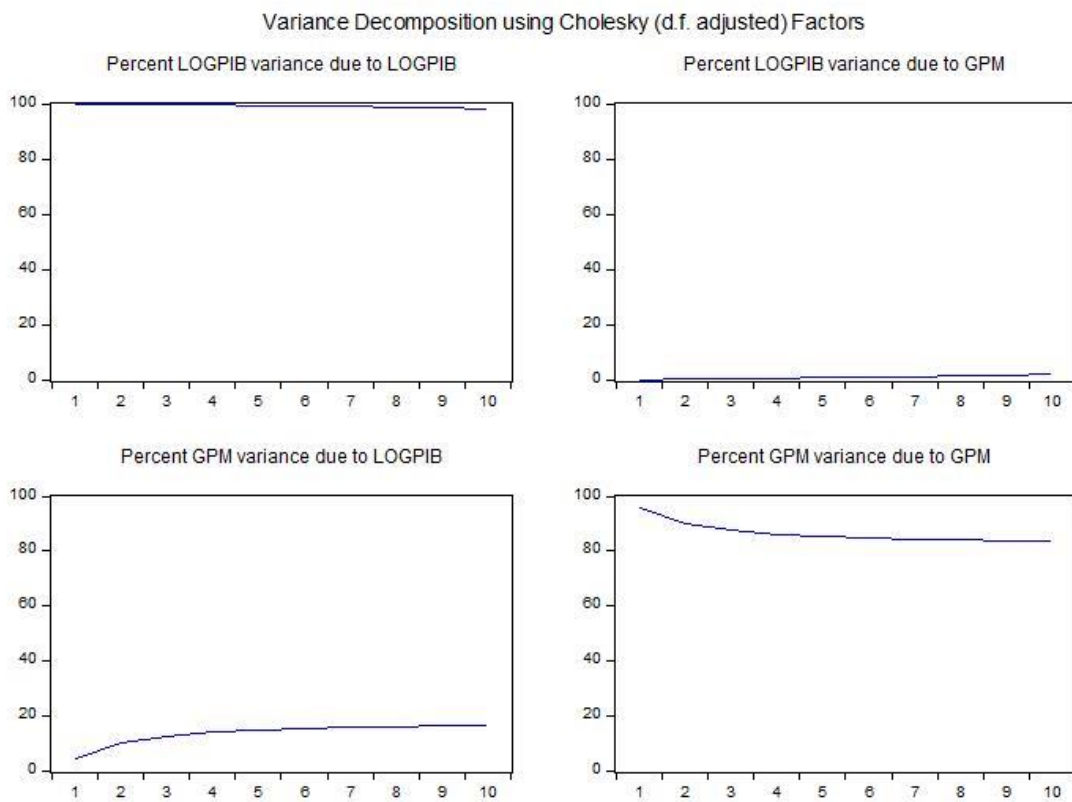 Variance Decomposition using Cholesky (d.f. adjusted) Factors
Percent LOGPIB variance due to LOGPIB
100
80
60
40
20
0
1 2 3 4 5 6 7 8 9 10
Percent LOGPIB variance due to GPM
100
80
60
40
20
0
1 2 3 4 5 6 7 8 9 10
Percent GPM variance due to LOGPIB
100
80
60
40
20
0
1 2 3 4 5 6 7 8 9 10
Percent GPM variance due to GPM
100
80
60
40
20
0
1 2 3 4 5 6 7 8 9 10